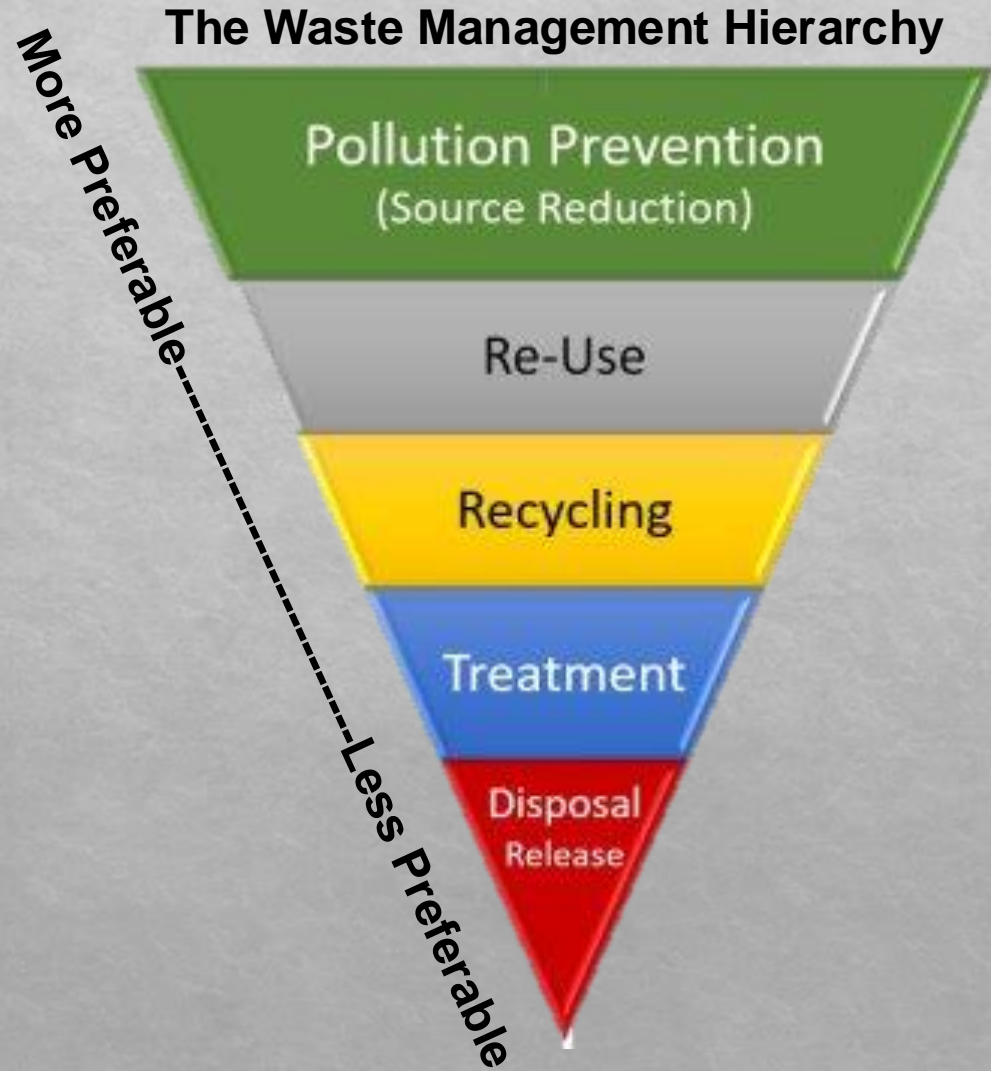 The Waste Management Hierarchy
More Preferable--------------------------Less Preferable
Pollution Prevention
(Source Reduction)
Re-Use
Recycling
Treatment
Disposal
Release